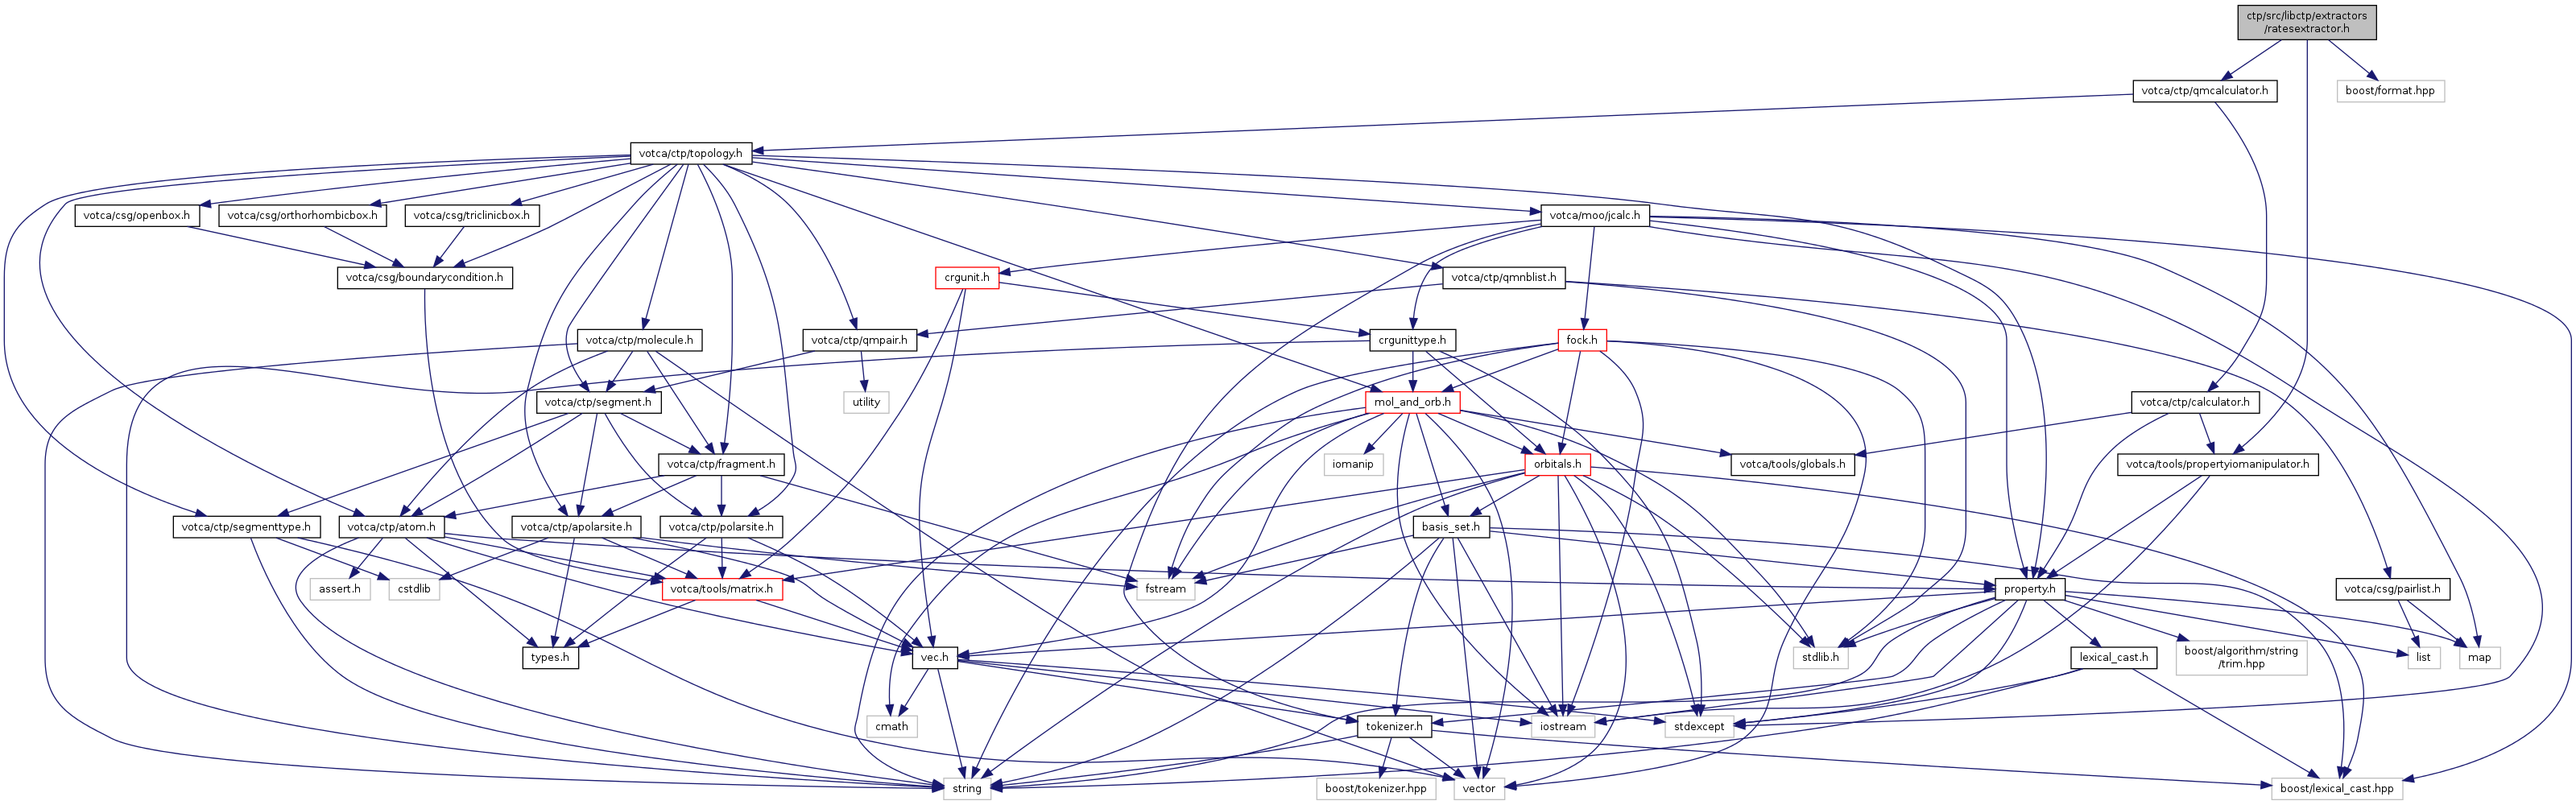 ctp/src/libctp/extractors
/ratesextractor.h
votca/ctp/qmcalculator.h
boost/format.hpp
votca/ctp/topology.h
votca/csg/openbox.h
votca/csg/orthorhombicbox.h
votca/csg/triclinicbox.h
votca/moo/jcalc.h
votca/csg/boundarycondition.h
crgunit.h
votca/ctp/qmnblist.h
votca/ctp/molecule.h
votca/ctp/qmpair.h
crgunittype.h
fock.h
votca/ctp/segment.h
utility
mol_and_orb.h
votca/ctp/calculator.h
votca/ctp/fragment.h
iomanip
orbitals.h
votca/tools/globals.h
votca/tools/propertyiomanipulator.h
votca/ctp/segmenttype.h
votca/ctp/atom.h
votca/ctp/apolarsite.h
votca/ctp/polarsite.h
basis_set.h
assert.h
cstdlib
votca/tools/matrix.h
fstream
property.h
votca/csg/pairlist.h
types.h
vec.h
stdlib.h
lexical_cast.h
boost/algorithm/string
/trim.hpp
list
map
cmath
tokenizer.h
iostream
stdexcept
string
boost/tokenizer.hpp
vector
boost/lexical_cast.hpp